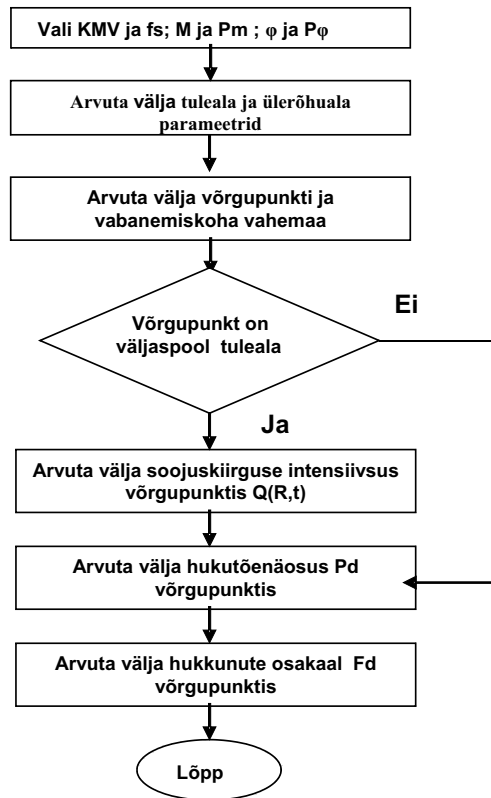 Vali KMV ja fs; M ja Pm ; φ ja Pφ
Arvuta välja tuleala ja ülerõhuala
parameetrid
Arvuta välja võrgupunkti ja
vabanemiskoha vahemaa
Võrgupunkt on
väljaspool tuleala
Ei
Ja
Arvuta välja soojuskiirguse intensiivsus
võrgupunktis Q(R,t)
Arvuta välja hukutõenäosus Pd
võrgupunktis
Arvuta välja hukkunute osakaal Fd
võrgupunktis
Lõpp